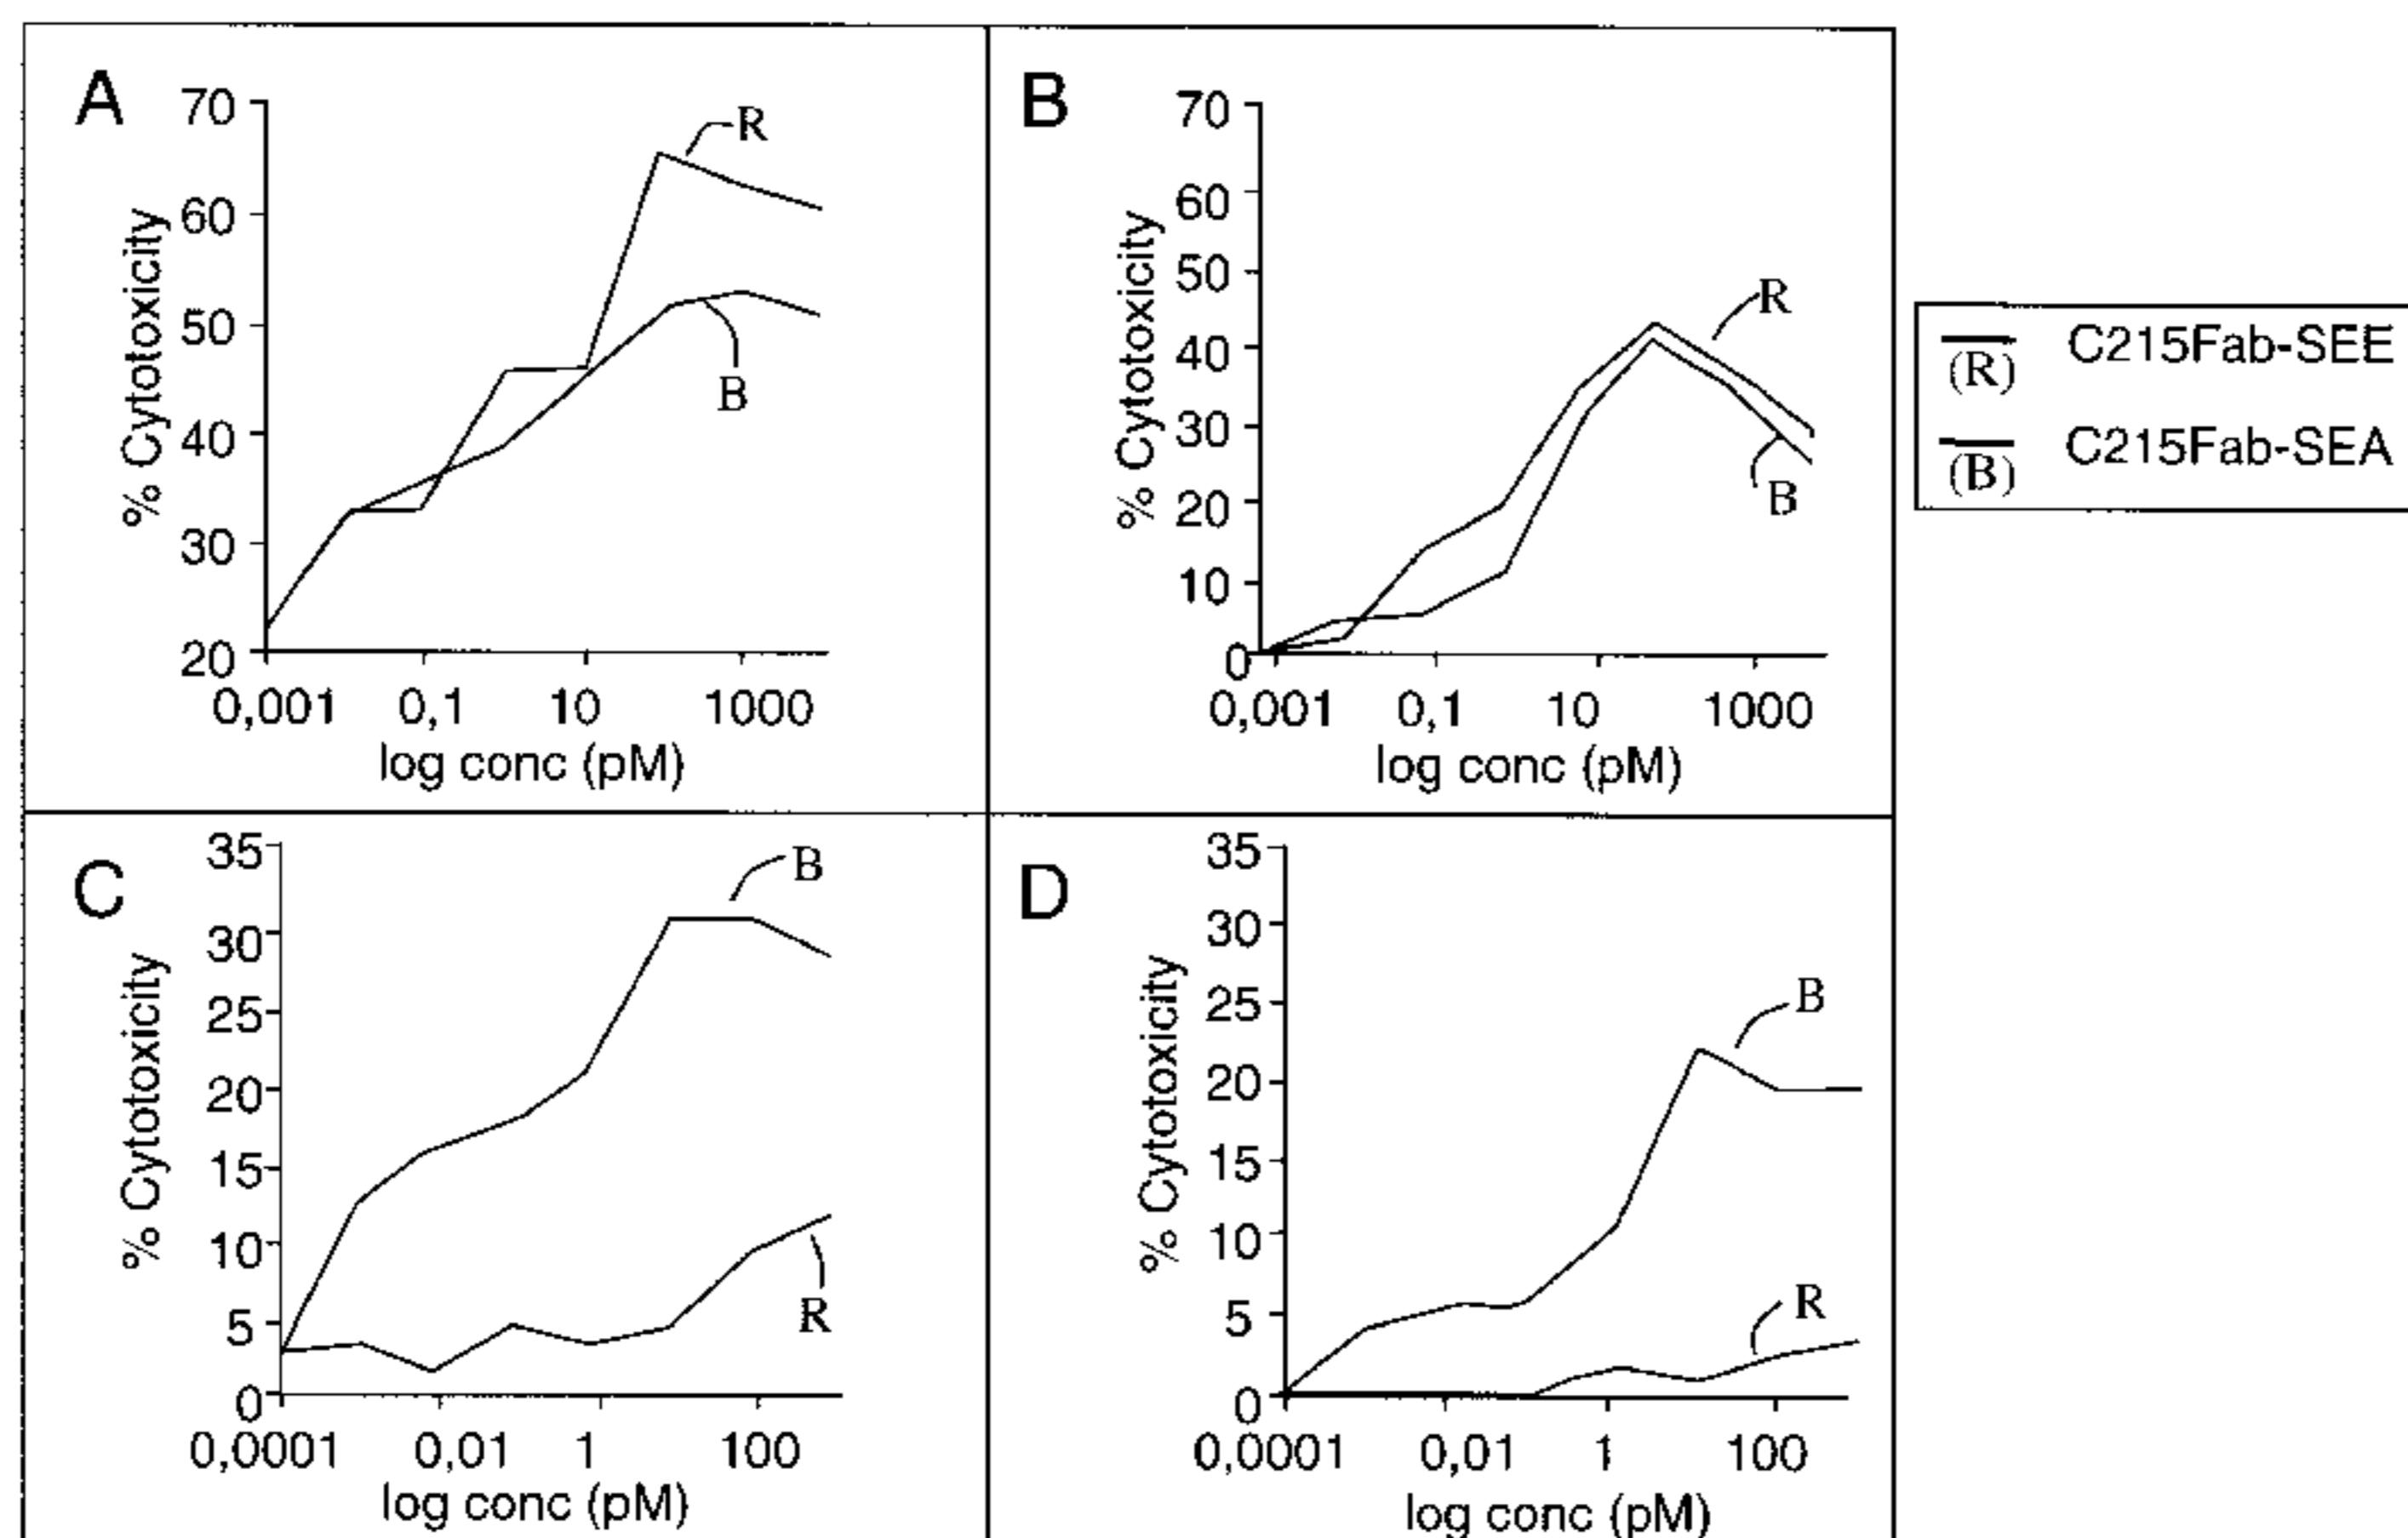 A
% Cytotoxicity
70
60
50
40
30
20
R
B
0,001 0,1 10 1000
log conc (pM)
B
% Cytotoxicity
70
60
50
40
30
20
10
0
R
B
0,001 0,1 10 1000
log conc (pM)
(R) C215Fab-SEE
(B) C215Fab-SEA
C
% Cytotoxicity
35
30
25
20
15
10
5
0
B
R
0,0001 0,01 1 100
log conc (pM)
D
% Cytotoxicity
35
30
25
20
15
10
5
0
B
R
0,0001 0,01 1 100
log conc (pM)